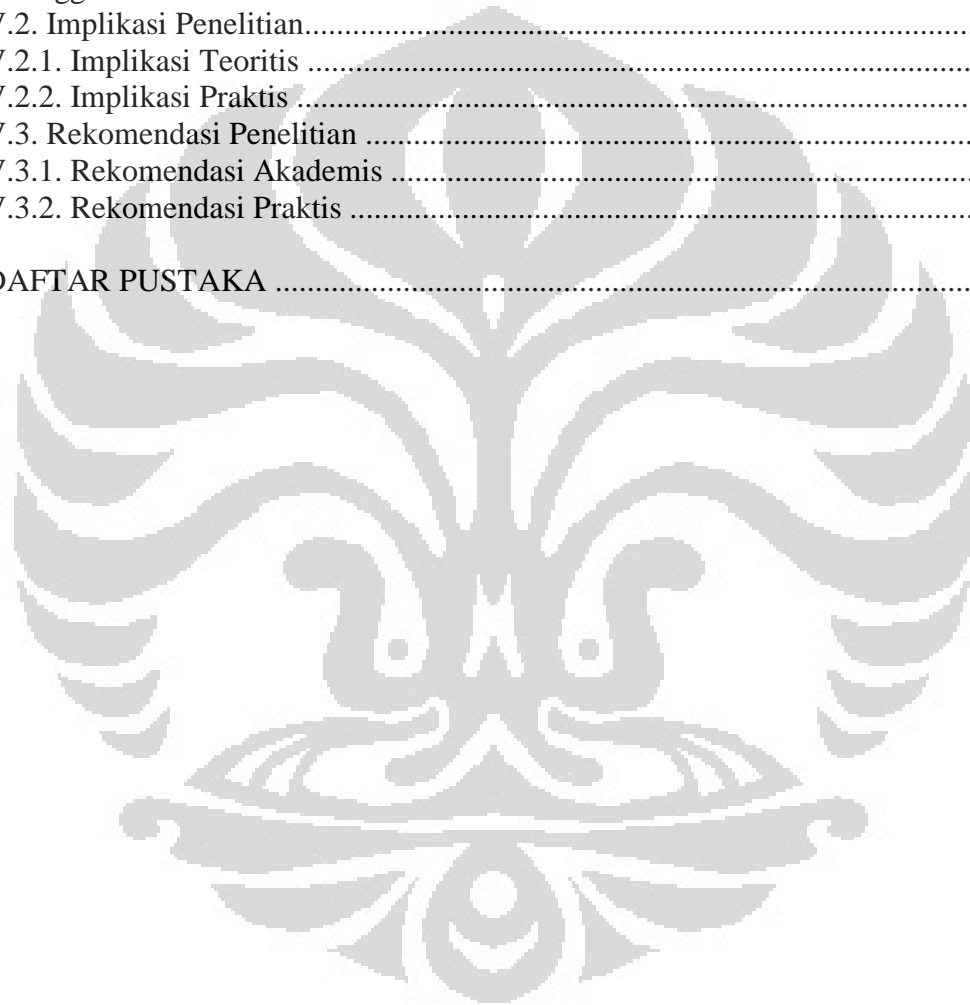 .2. Implikasi Penelitian....................................................................................
.2.1. Implikasi Teoritis ....................................................................................
.2.2. Implikasi Praktis .....................................................................................
.3. Rekomendasi Penelitian ............................................................................
.3.1. Rekomendasi Akademis .........................................................................
.3.2. Rekomendasi Praktis ..............................................................................
DAFTAR PUSTAKA .......................................................................................